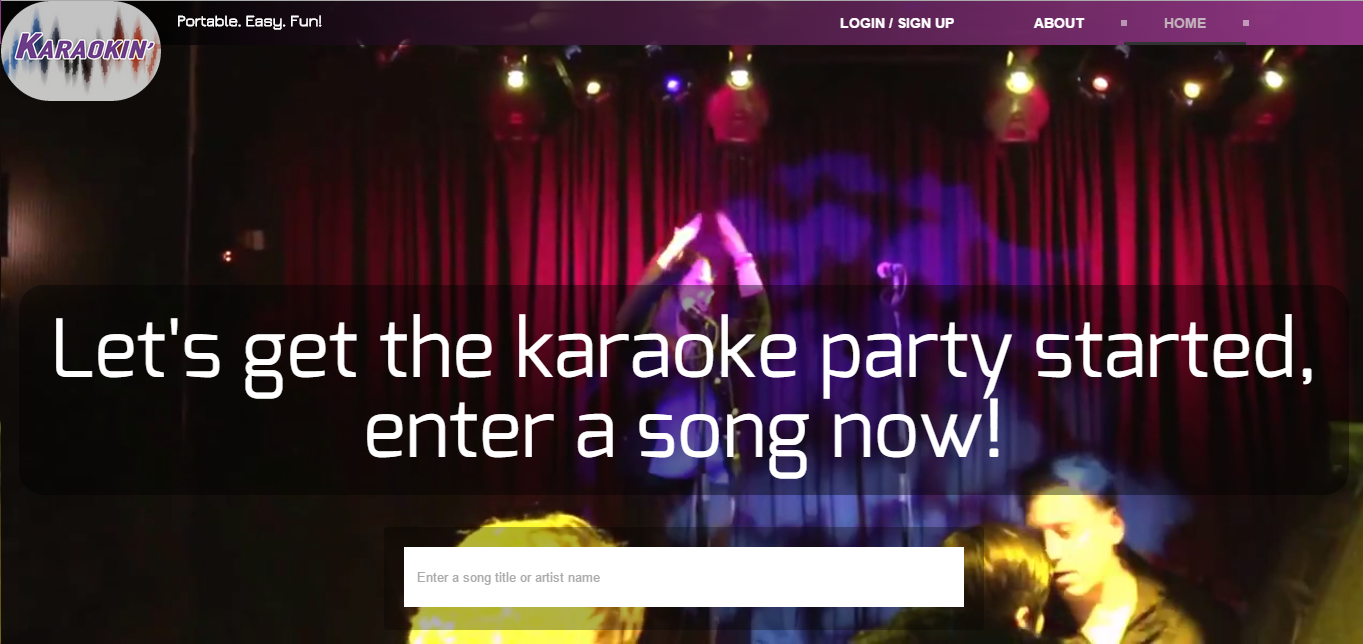 KARAOKIN'
Portable. Easy. Fun!
LOGIN / SIGN UP
ABOUT
HOME
Let's get the karaoke party started,
enter a song now!
Enter a song title or artist name